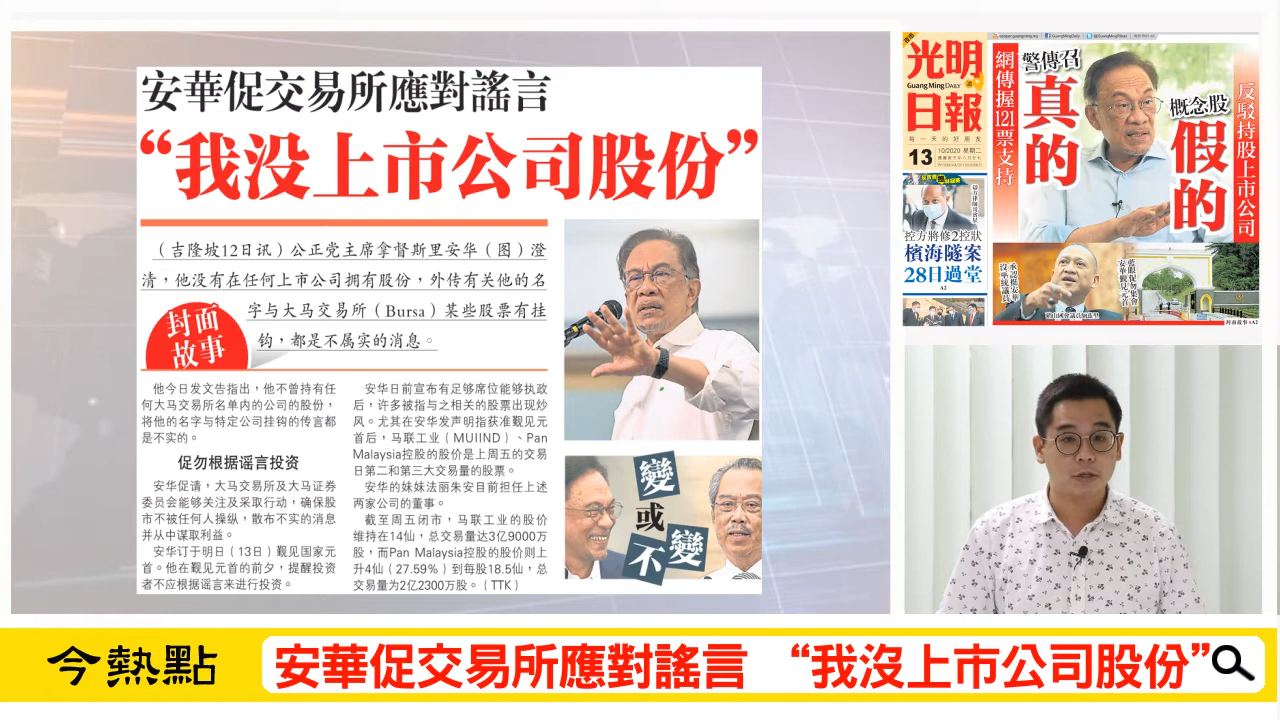 安華促交易所應對謠言
“我没上市公司股份”
（吉隆坡12日讯）公正党主席拿督斯里安华（图）澄
清，他没有在任何上市公司拥有股份，网传有关他的名
字与大马交易所（Bursa）某些股票有挂
钩，都是不属实的消息。
封面
故事
他今日发文告指出，他不曾持有任
何大马交易所名单内的公司的股份，
将他的名字与特定公司挂钩的传言都
是不实的。
促勿根据谣言投资
安华促请，大马交易所及大马证券
委员会能够关注及采取行动，确保股
市不被任何人操纵，散布不实的消息
并从中谋取利益。
安华订于明日（13日）觐见国家元
首。他在觐见元首的前夕，提醒投资
者不应根据谣言来进行投资。
安华日前宣布有足够席位能够执政
后，许多被指与之相关的股票出现炒
风。尤其在安华发声明指获准觐见元
首后，马联工业（MUIIND）、Pan
Malaysia控股的股价是上周五的交易
日第二和第三大交易量的股票。
安华的妹妹法丽朱安目前担任上述
两家公司的董事。
截至周五闭市，马联工业的股价
维持在14仙，总交易量达3亿9000万
股，而Pan Malaysia控股的股价则上
升4仙（27.59%）到每股18.5仙，总
交易量为2亿2300万股。（TTK）
變
或
不
變
光明
Guang Ming DAILY
日報
每一天的好朋友
13
10/2020 星期二
網傳握121票支持
警傳召
真的
概念股
假的
反駁持股上市公司
控方將修2控狀
檳海隧案
28日過堂
A2
封面故事 A2
今熱點
安華促交易所應對謠言 “我沒上市公司股份”